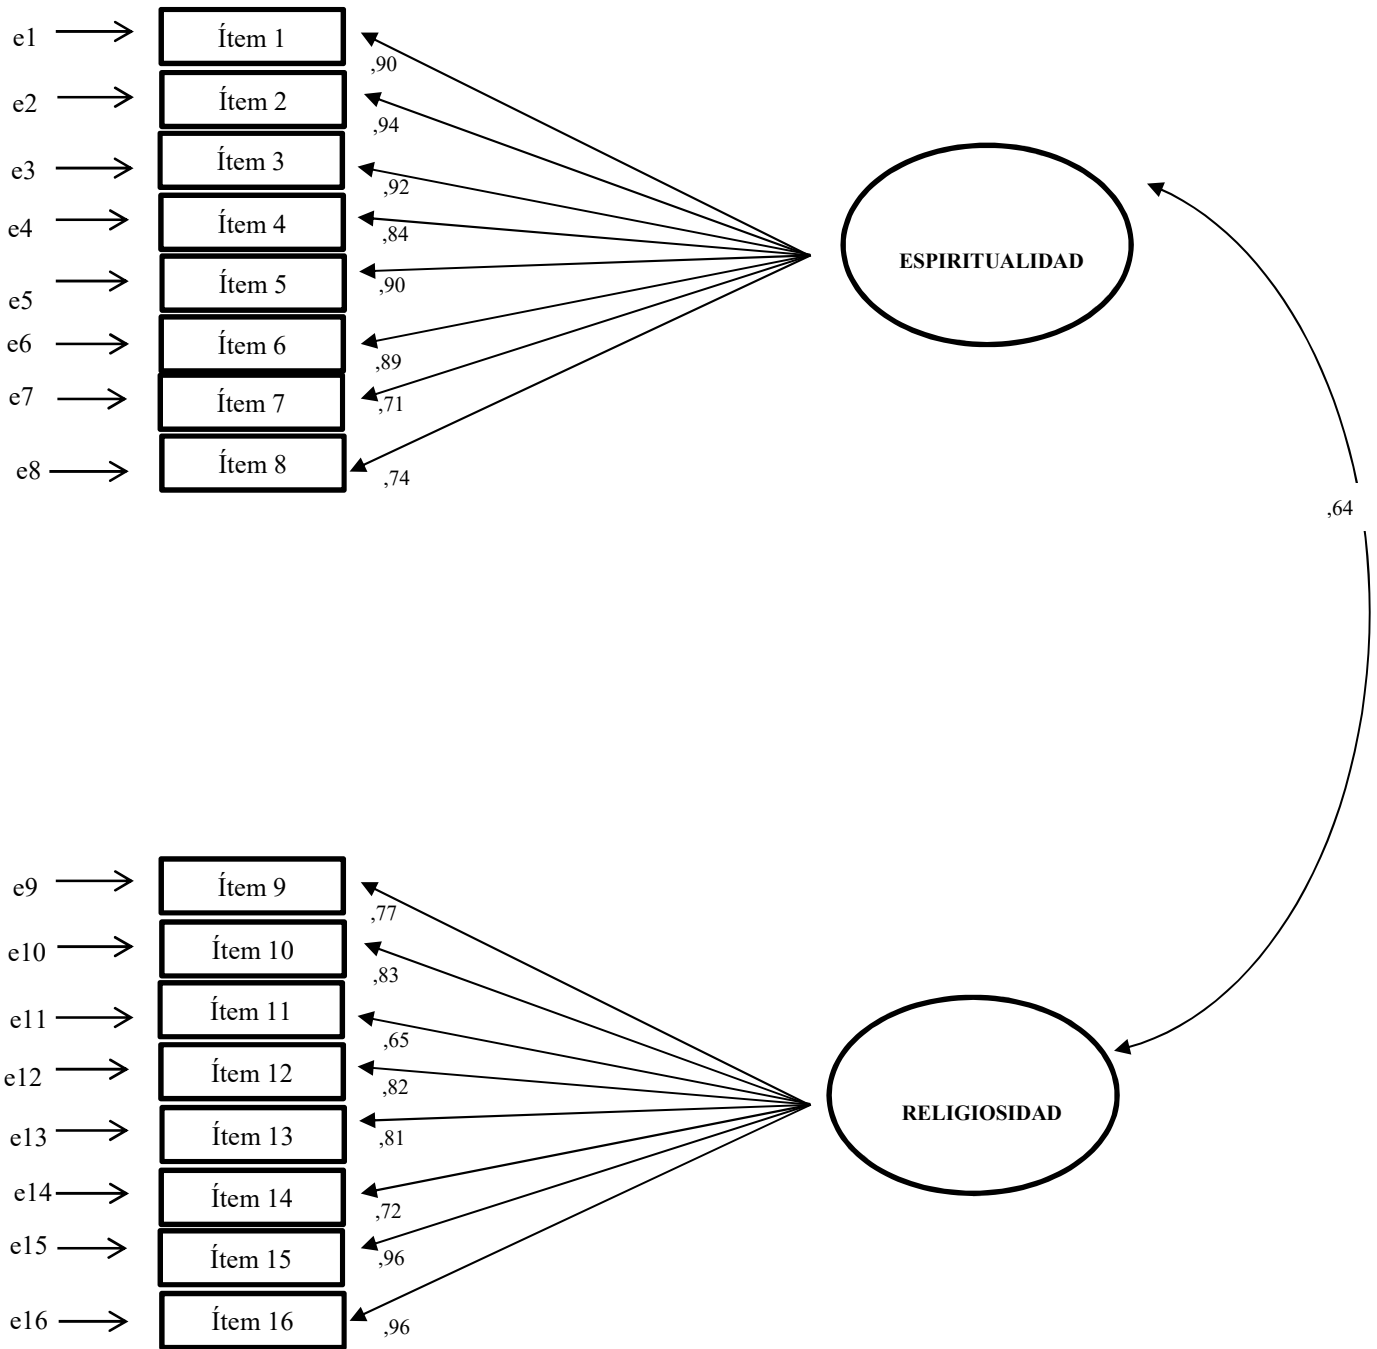 e1 Ítem 1
,90
e2 Ítem 2
,94
e3 Ítem 3
,92
e4 Ítem 4
,84
ESPIRITUALIDAD
e5 Ítem 5
,90
e6 Ítem 6
,89
e7 Ítem 7
,71
e8 Ítem 8
,74
,64
e9 Ítem 9
,77
e10 Ítem 10
,83
e11 Ítem 11
,65
e12 Ítem 12
,82
RELIGIOSIDAD
e13 Ítem 13
,81
e14 Ítem 14
,72
e15 Ítem 15
,96
e16 Ítem 16
,96